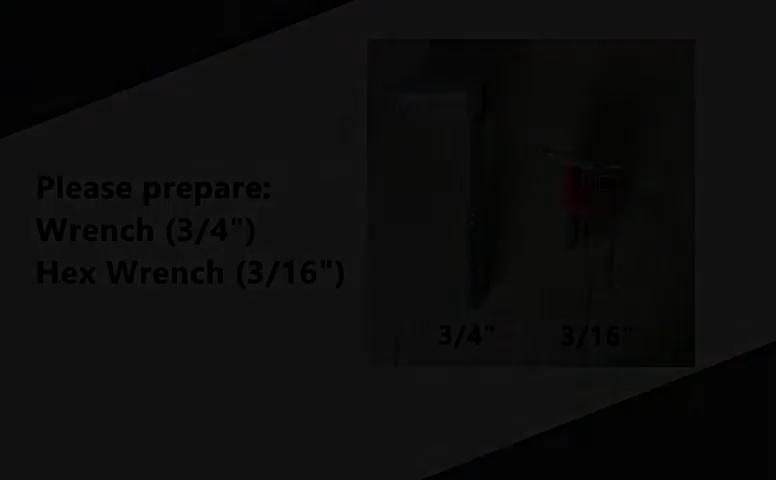 Please prepare:
Wrench (3/4")
Hex Wrench (3/16")
3/4" 3/16"